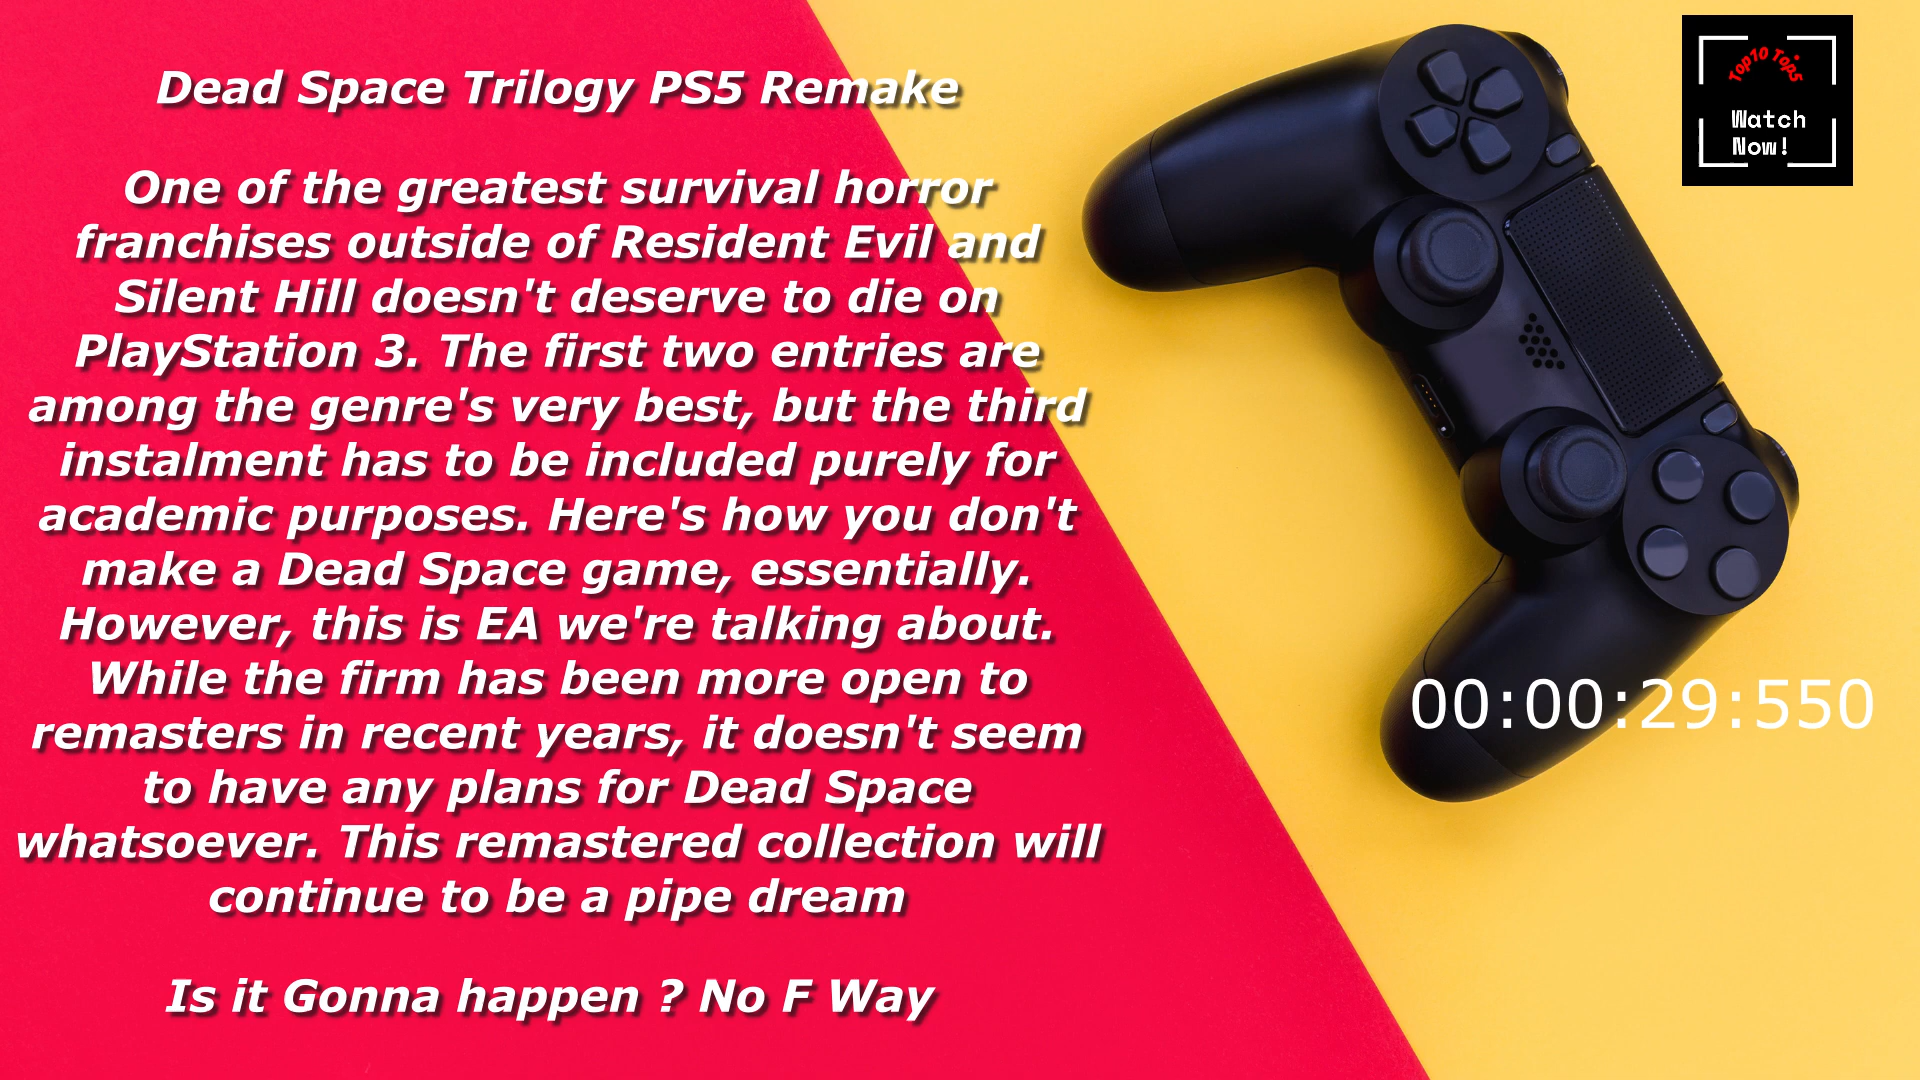 Dead Space Trilogy PS5 Remake
One of the greatest survival horror
franchises outside of Resident Evil and
Silent Hill doesn't deserve to die on
PlayStation 3. The first two entries are
among the genre's very best, but the third
instalment has to be included purely for
academic purposes. Here's how you don't
make a Dead Space game, essentially.
However, this is EA we're talking about.
While the firm has been more open to
remasters in recent years, it doesn't seem
to have any plans for Dead Space
whatsoever. This remastered collection will
continue to be a pipe dream
Is it Gonna happen ? No F Way
Top10 Top5
Watch
Now!
00:00:29:550